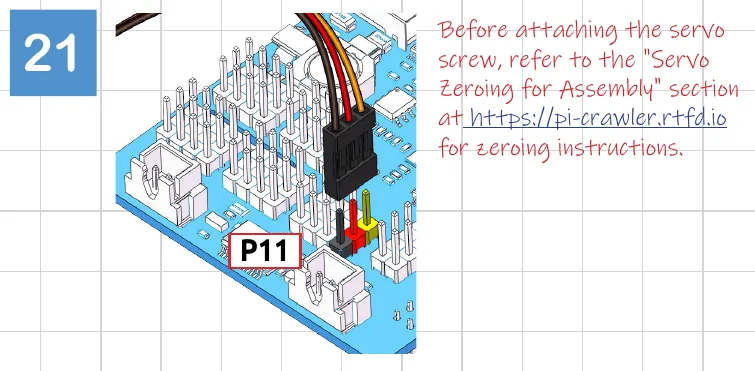 21
Before attaching the servo
screw, refer to the "Servo
Zeroing for Assembly" section
at https://pi-crawler.rtfd.io
for zeroing instructions.
P11